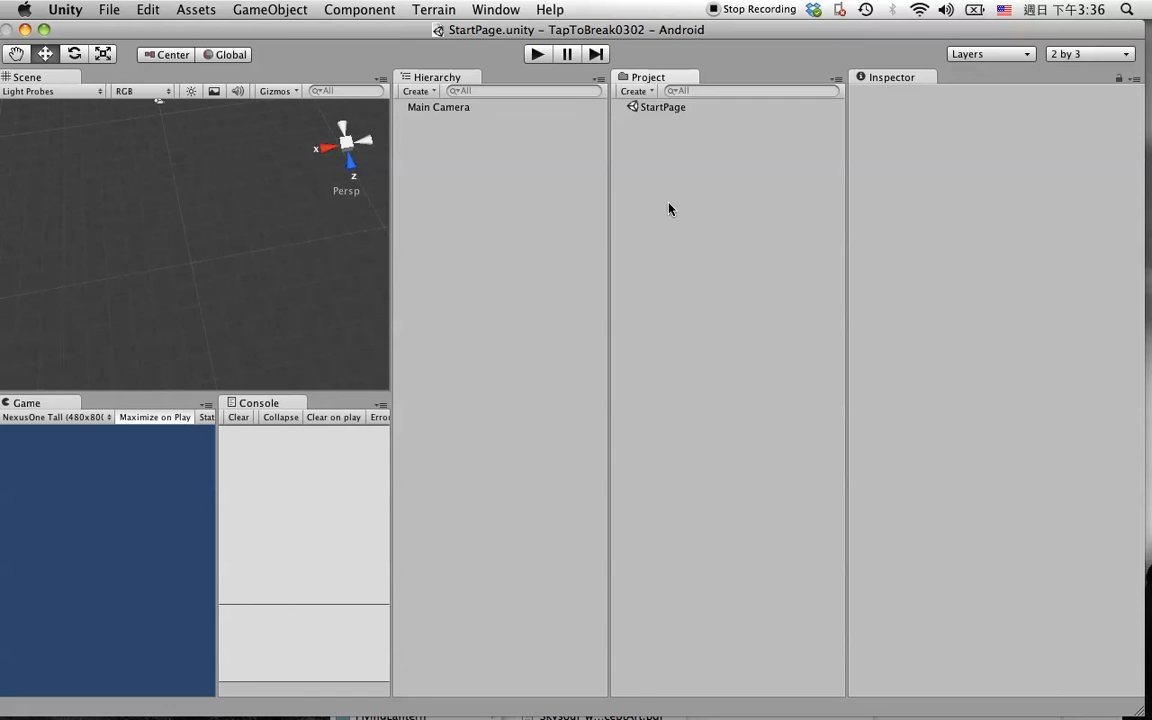 Unity File Edit Assets GameObject Component Terrain Window Help Stop Recording 週日 下午3:36
StartPage.unity – TapToBreak0302 – Android
Center Global Layers 2 by 3
Scene Hierarchy Project Inspector
Light Probes RGB Gizmos All Create All Create All
Main Camera StartPage
x
z
Persp
Game Console
NexusOne Tall (480x80( Maximize on Play Stat Clear Collapse Clear on play Erro